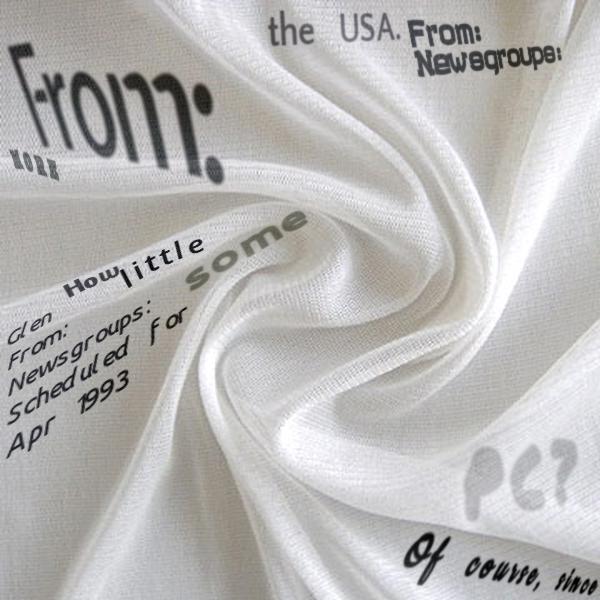 the USA.
From:
Newsgroups:
From:
WORK
How
little
some
Glen
From:
Newsgroups:
Scheduled for
Apr 1993
PC?
Of course, since